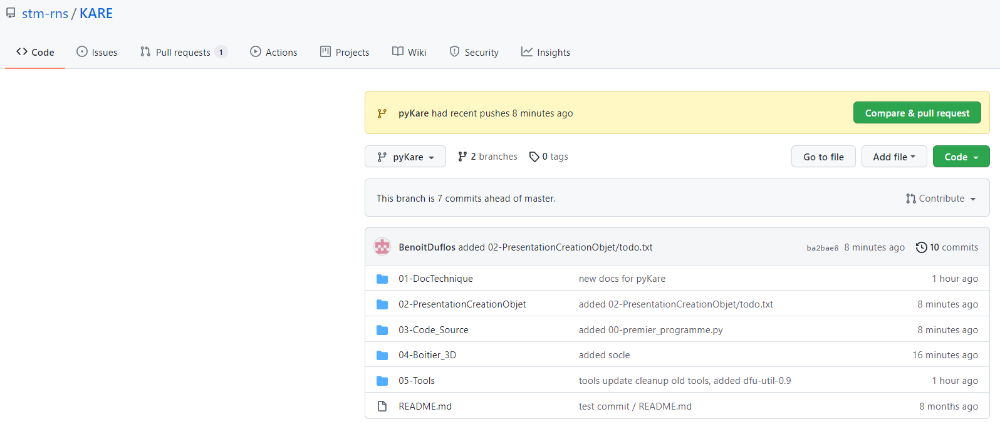 stm-rns / KARE
Code Issues Pull requests 1 Actions Projects Wiki Security Insights
pyKare had recent pushes 8 minutes ago Compare & pull request
pyKare 2 branches 0 tags Go to file Add file Code
This branch is 7 commits ahead of master. Contribute
BenoitDuflos added 02-PresentationCreationObjet/todo.txt ba2bae8 8 minutes ago 10 commits
01-DocTechnique new docs for pyKare 1 hour ago
02-PresentationCreationObjet added 02-PresentationCreationObjet/todo.txt 8 minutes ago
03-Code_Source added 00-premier_programme.py 8 minutes ago
04-Boitier_3D added socle 16 minutes ago
05-Tools tools update cleanup old tools, added dfu-util-0.9 1 hour ago
README.md test commit / README.md 8 months ago